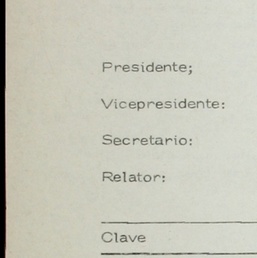 Presidente;
Vicepresidente:
Secretario:
Relator:
Clave